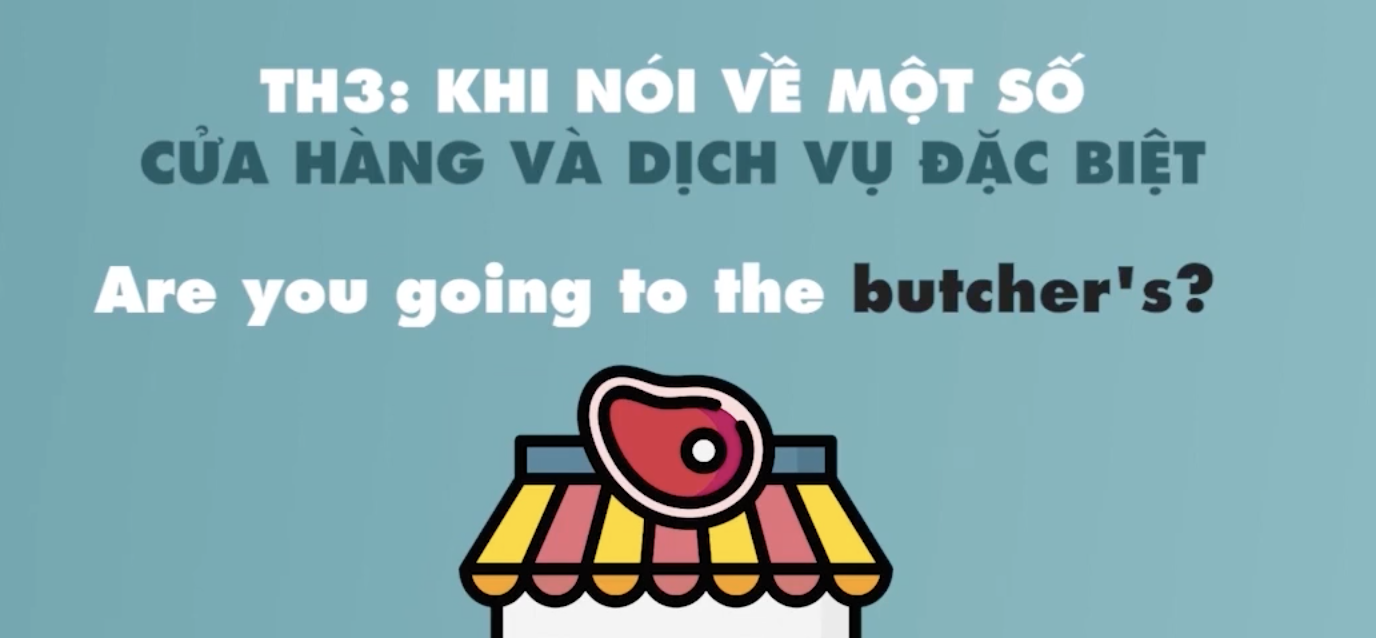 TH3: KHI NÓI VỀ MỘT SỐ
CỬA HÀNG VÀ DỊCH VỤ ĐẶC BIỆT
Are you going to the butcher's?